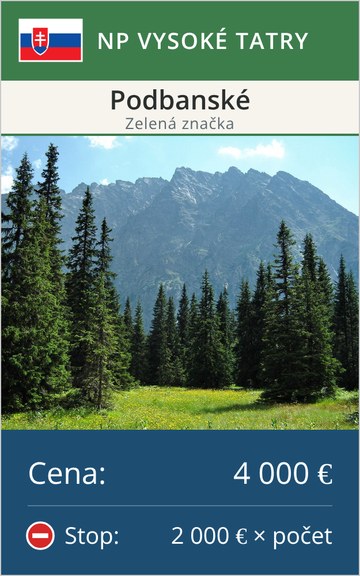 NP VYSOKÉ TATRY
Podbanské
Zelená značka
Cena: 4 000 €
Stop: 2 000 € × počet